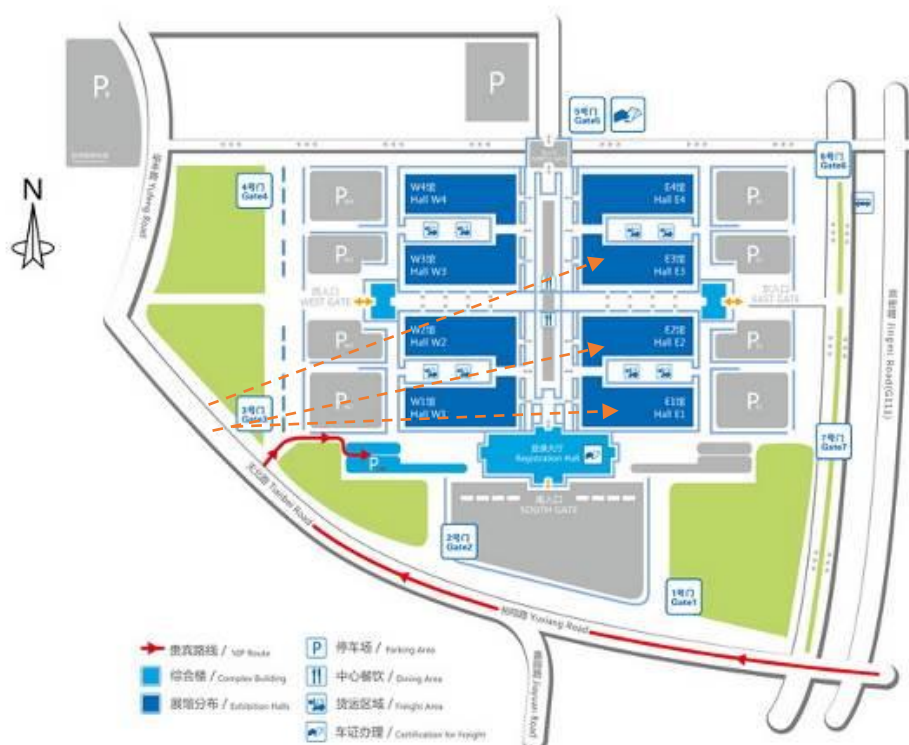 P
P
5号门
Gate5
6号门
Gate6
裕丰路 Yufeng Road
4号门
Gate4
N
P
W4馆
Hall W4
E4馆
Hall E4
P
P
W3馆
Hall W3
E3馆
Hall E3
P
西入口
WEST GATE
东入口
EAST GATE
P
W2馆
Hall W2
E2馆
Hall E2
P
P
W1馆
Hall W1
E1馆
Hall E1
P
3号门
Gate3
7号门
Gate7
P
登录大厅
Registration Hall
南入口
SOUTH GATE
天北路 Tianbei Road
2号门
Gate2
1号门
Gate1
裕翔路 Yuxiang Road
Jingmi Road(G111)
Jiayuan Road
贵宾路线 / VIP Route
P 停车场 / Parking Area
综合楼 / Complex Building
中心餐饮 / Dining Area
展馆分布 / Exhibition Halls
货运区域 / Freight Area
车证办理 / Certification for Freight